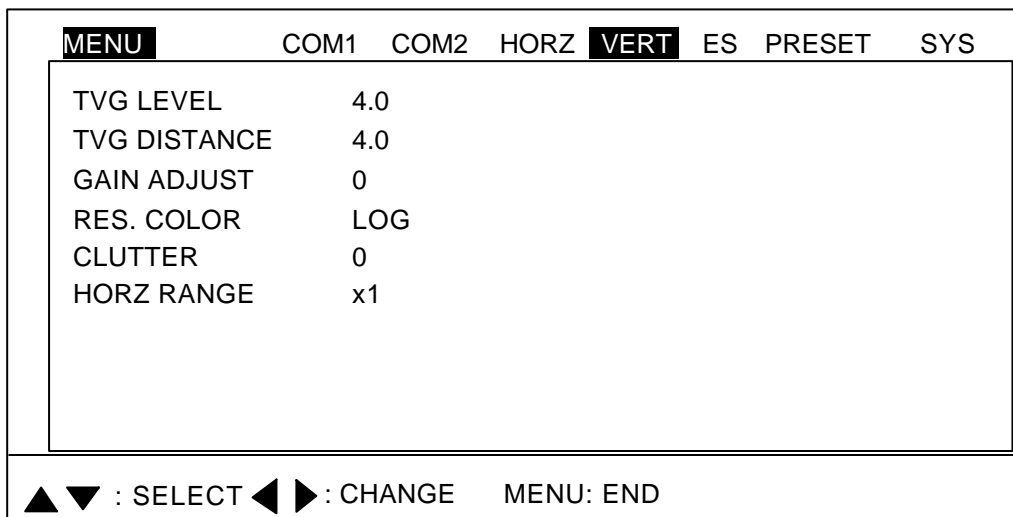 MENU COM1 COM2 HORZ VERT ES PRESET SYS
TVG LEVEL 4.0
TVG DISTANCE 4.0
GAIN ADJUST 0
RES. COLOR LOG
CLUTTER 0
HORZ RANGE x1
▲ ▼ : SELECT ◀ ▶ : CHANGE MENU: END